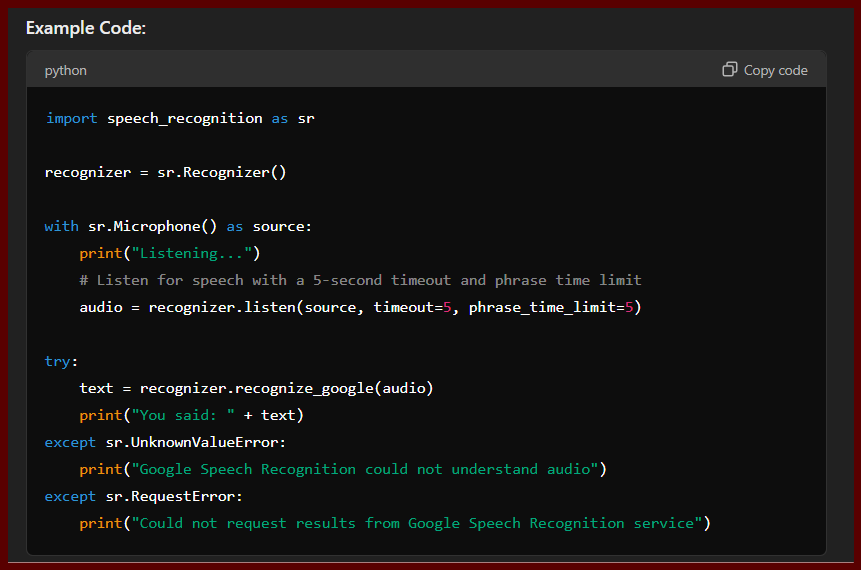 Example Code:
python
Copy code
import speech_recognition as sr
recognizer = sr.Recognizer()
with sr.Microphone() as source:
    print("Listening...")
    # Listen for speech with a 5-second timeout and phrase time limit
    audio = recognizer.listen(source, timeout=5, phrase_time_limit=5)
try:
    text = recognizer.recognize_google(audio)
    print("You said: " + text)
except sr.UnknownValueError:
    print("Google Speech Recognition could not understand audio")
except sr.RequestError:
    print("Could not request results from Google Speech Recognition service")